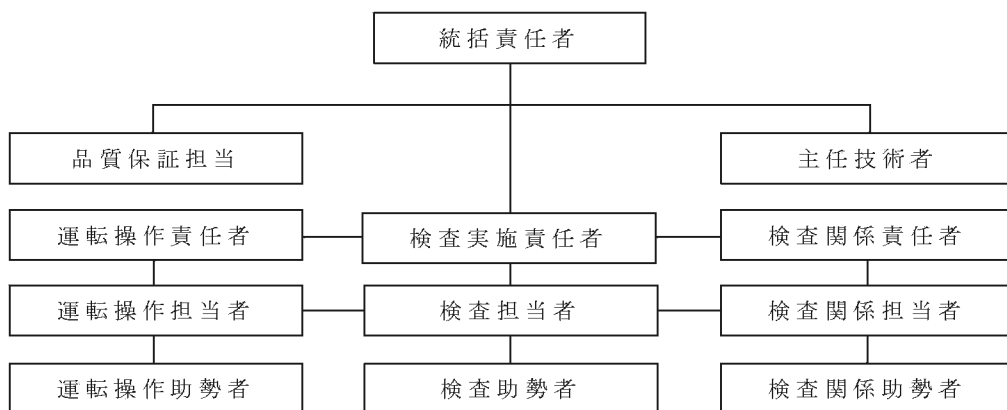 統括責任者
品質保証担当
主任技術者
運転操作責任者
検査実施責任者
検査関係責任者
運転操作担当者
検査担当者
検査関係担当者
運転操作助勢者
検査助勢者
検査関係助勢者